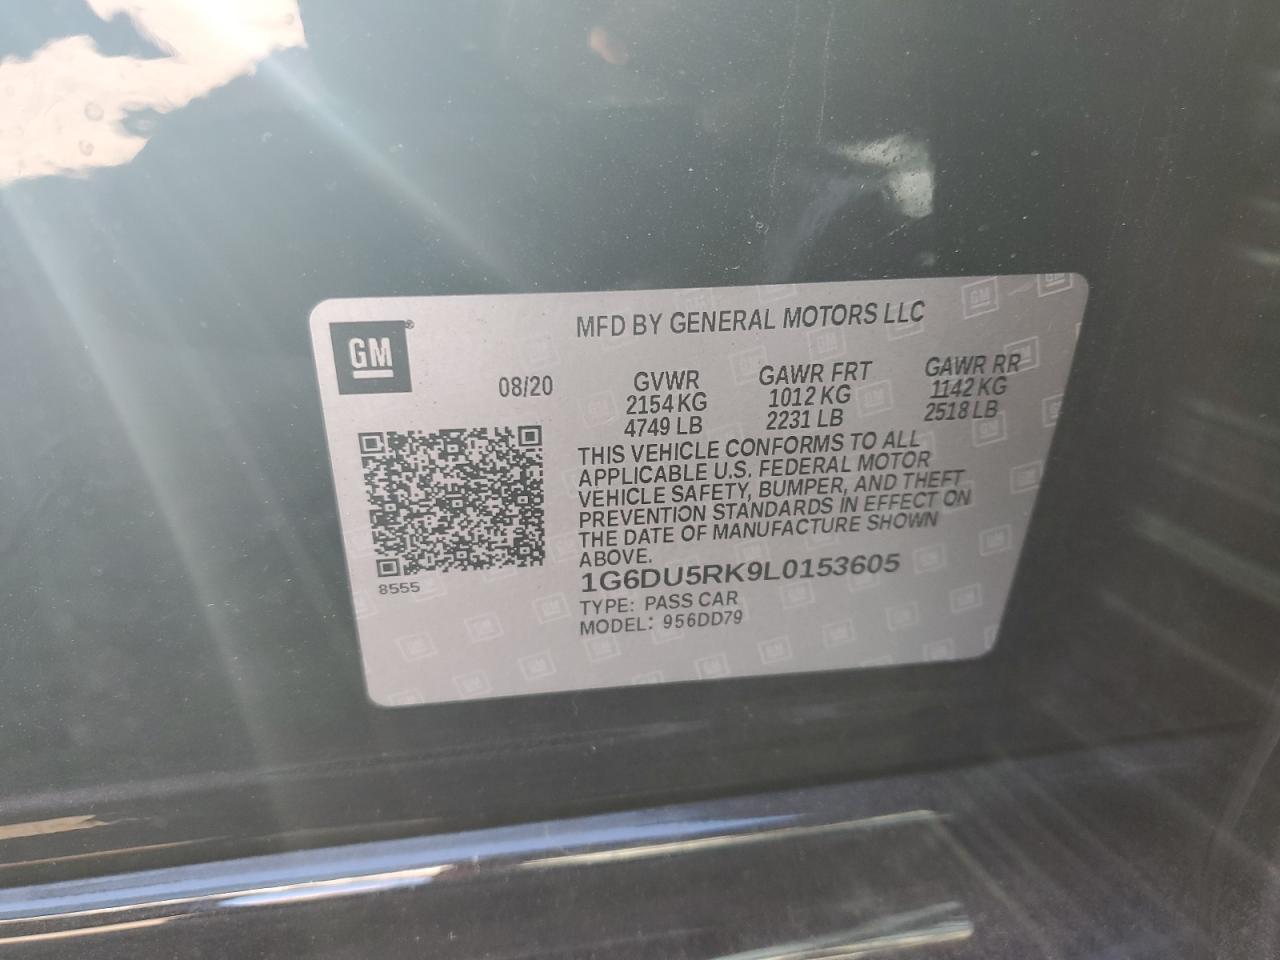 GM
MFD BY GENERAL MOTORS LLC
08/20
GVWR GAWR FRT GAWR RR
2154 KG 1012 KG 1142 KG
4749 LB 2231 LB 2518 LB
THIS VEHICLE CONFORMS TO ALL
APPLICABLE U.S. FEDERAL MOTOR
VEHICLE SAFETY, BUMPER, AND THEFT
PREVENTION STANDARDS IN EFFECT ON
THE DATE OF MANUFACTURE SHOWN
ABOVE.
8555
1G6DU5RK9L0153605
TYPE: PASS CAR
MODEL: 956DD79